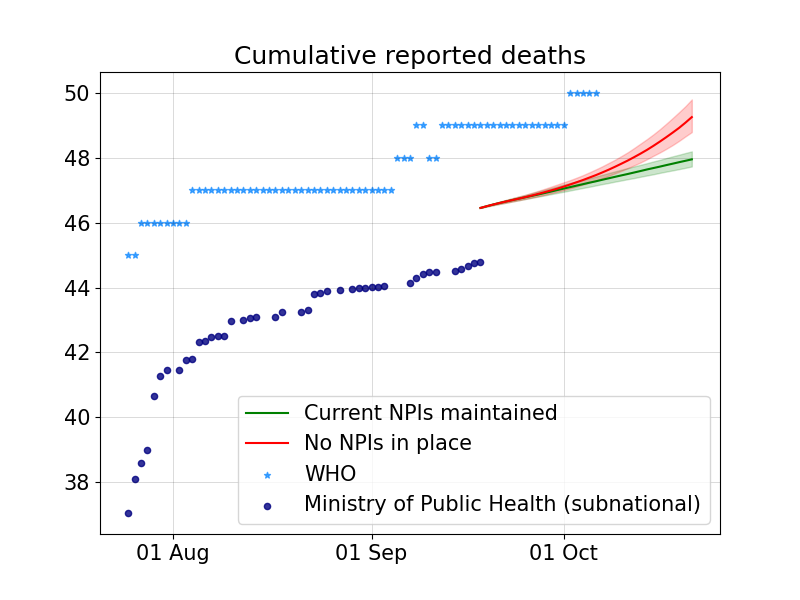 Cumulative reported deaths
50
48
46
44
42
40
38
Current NPIs maintained
No NPIs in place
WHO
Ministry of Public Health (subnational)
01 Aug
01 Sep
01 Oct